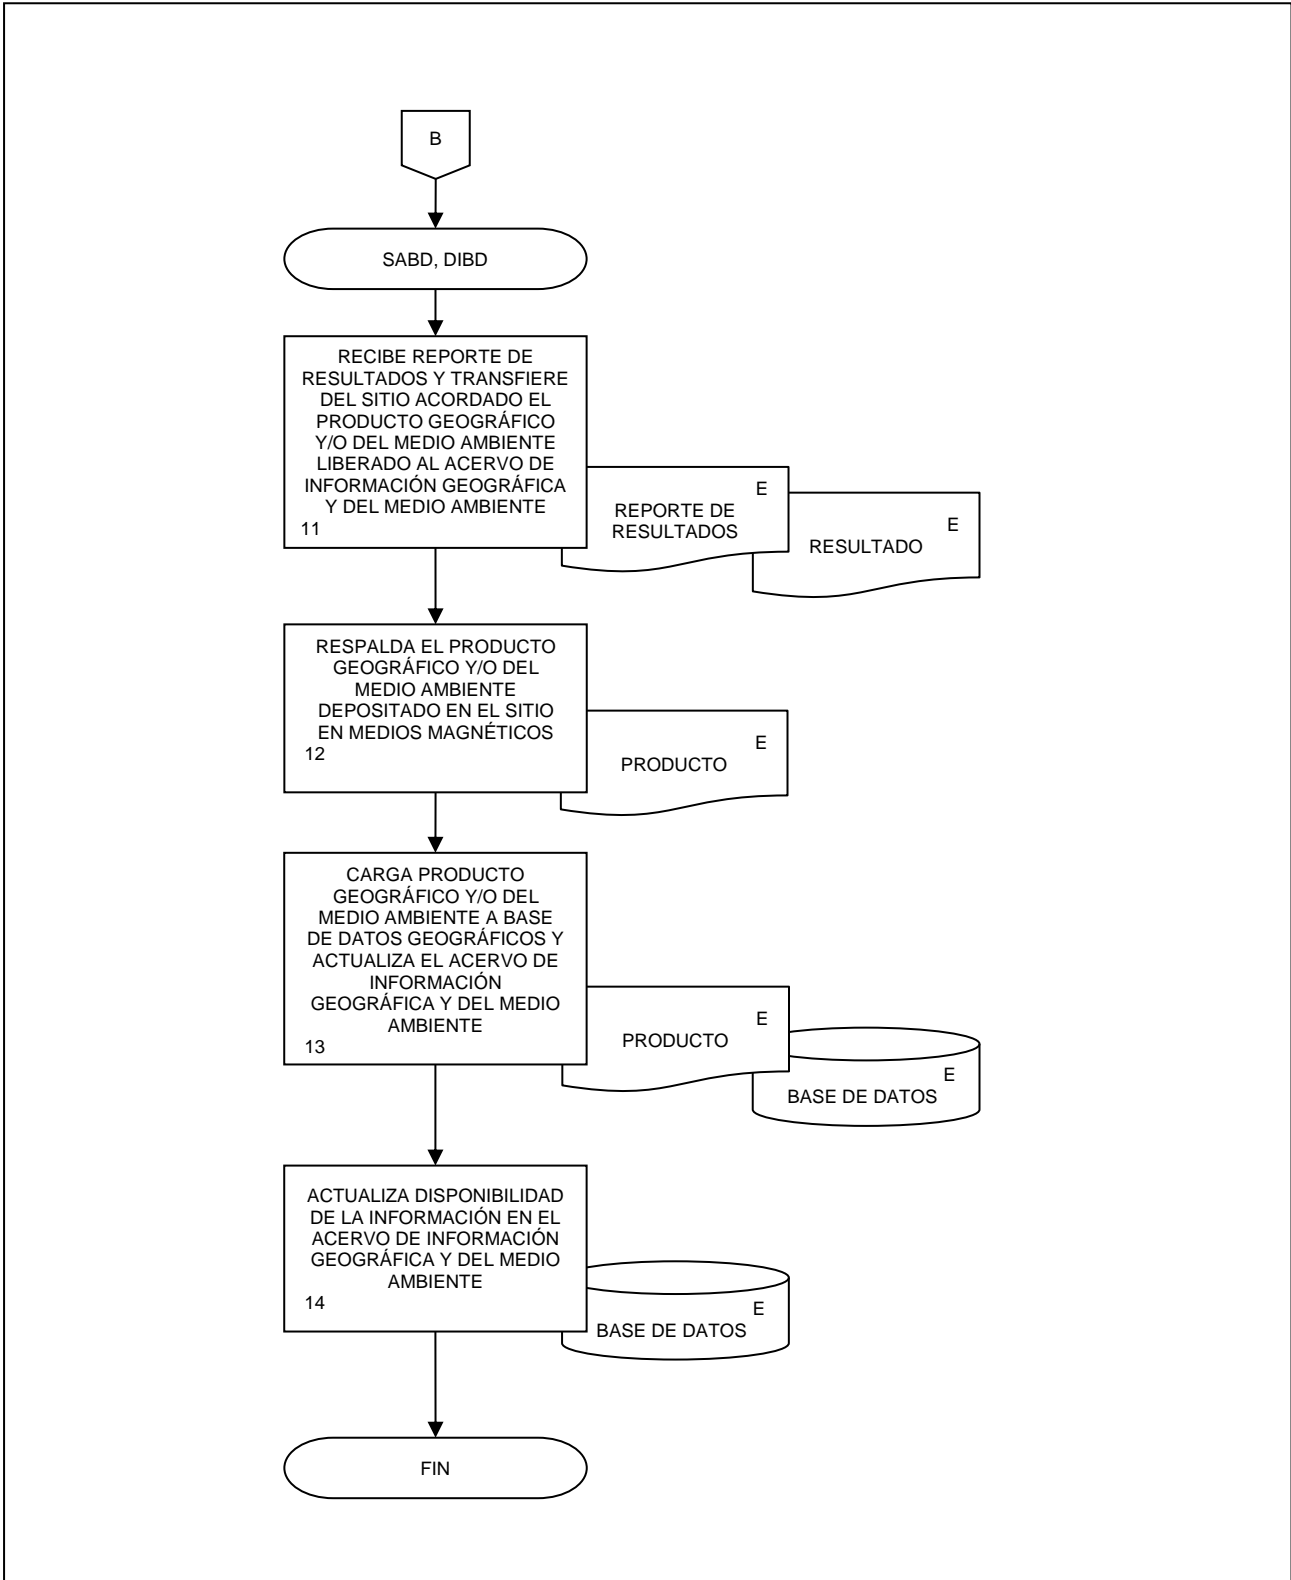 B
SABD, DIBD
RECIBE REPORTE DE
RESULTADOS Y TRANSFIERE
DEL SITIO ACORDADO EL
PRODUCTO GEOGRÁFICO
Y/O DEL MEDIO AMBIENTE
LIBERADO AL ACERVO DE
INFORMACIÓN GEOGRÁFICA
Y DEL MEDIO AMBIENTE
11
E
REPORTE DE
RESULTADOS
E
RESULTADO
RESPALDA EL PRODUCTO
GEOGRÁFICO Y/O DEL
MEDIO AMBIENTE
DEPOSITADO EN EL SITIO
EN MEDIOS MAGNÉTICOS
12
E
PRODUCTO
CARGA PRODUCTO
GEOGRÁFICO Y/O DEL
MEDIO AMBIENTE A BASE
DE DATOS GEOGRÁFICOS Y
ACTUALIZA EL ACERVO DE
INFORMACIÓN
GEOGRÁFICA Y DEL MEDIO
AMBIENTE
13
E
PRODUCTO
E
BASE DE DATOS
ACTUALIZA DISPONIBILIDAD
DE LA INFORMACIÓN EN EL
ACERVO DE INFORMACIÓN
GEOGRÁFICA Y DEL MEDIO
AMBIENTE
14
E
BASE DE DATOS
FIN